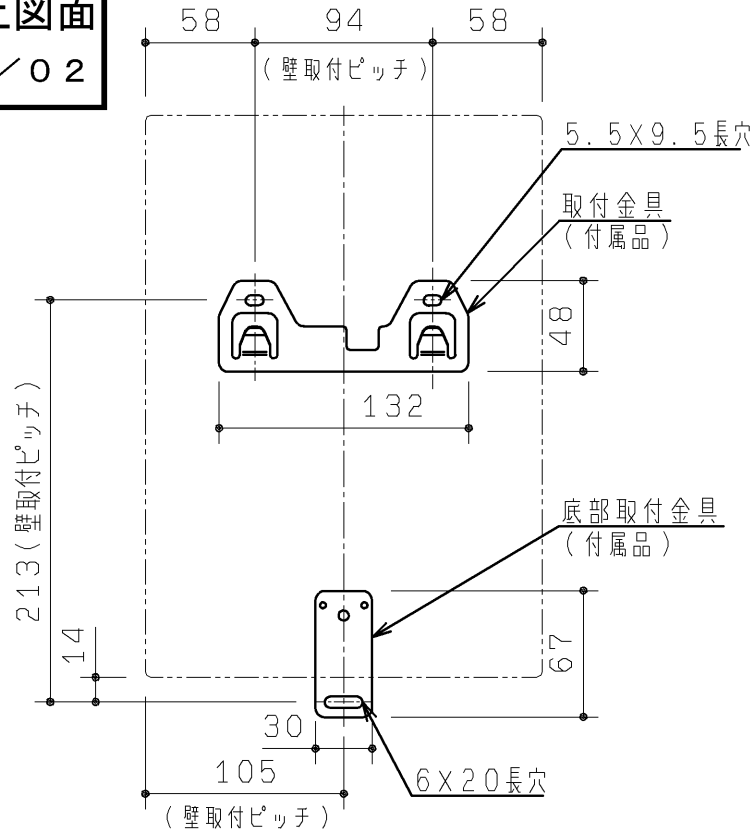 図面
／０２
58
94
58
(壁取付ピッチ)
5.5X9.5長穴
取付金具
(付属品)
48
132
213(壁取付ピッチ)
底部取付金具
(付属品)
14
67
30
105
6X20長穴
(壁取付ピッチ)